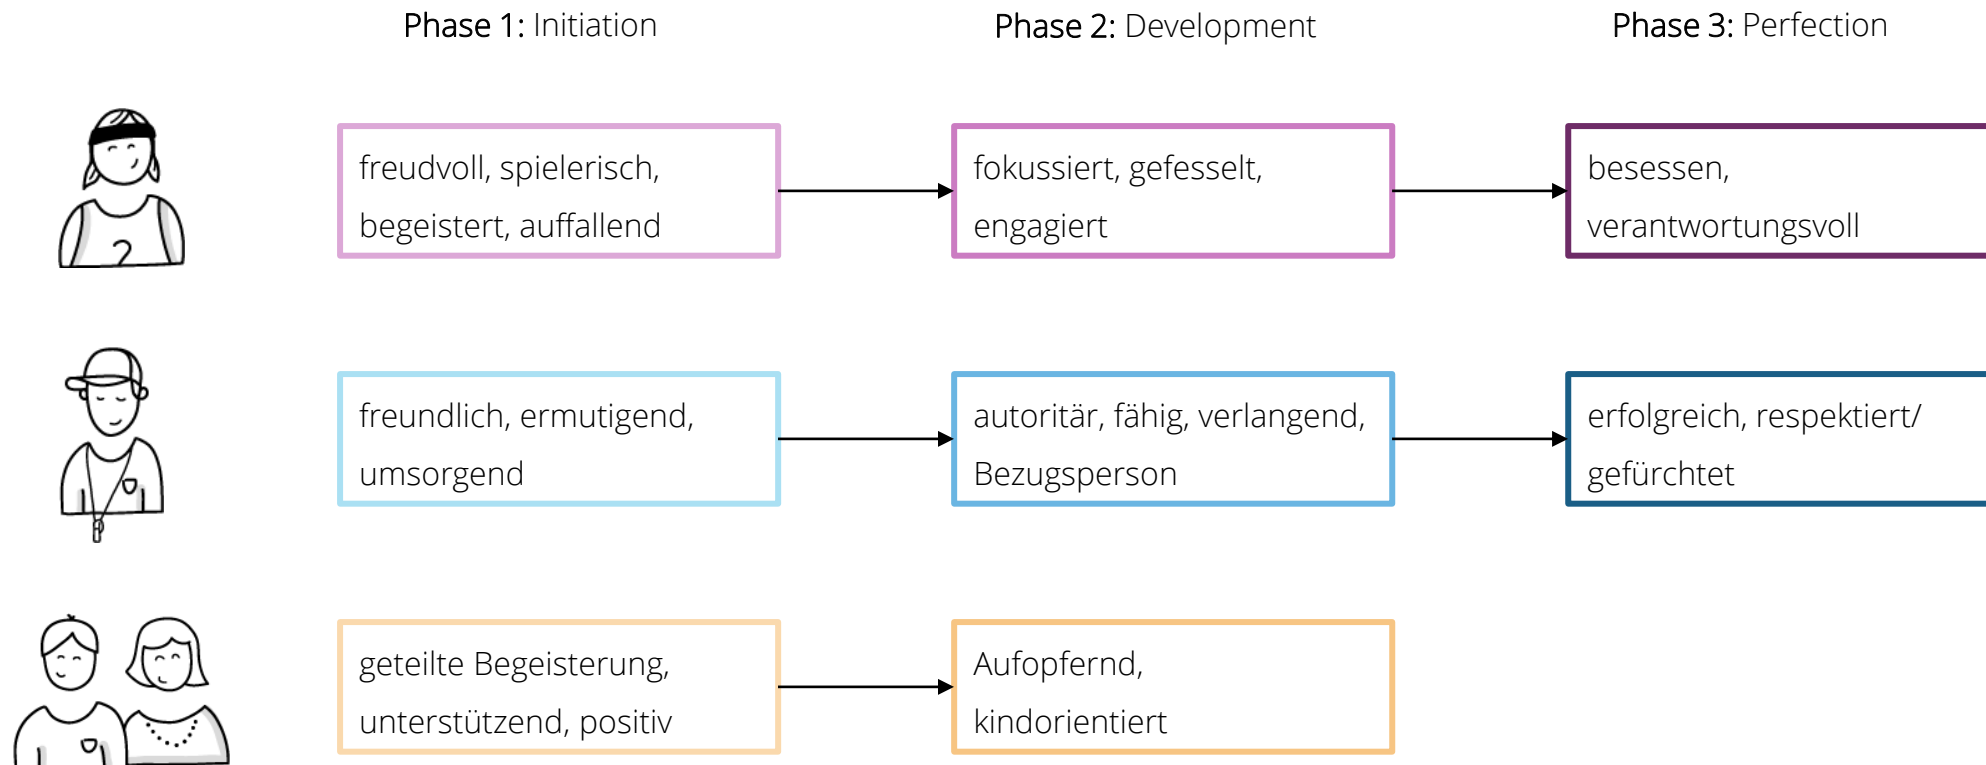 Phase 1: Initiation
Phase 2: Development
Phase 3: Perfection
freudvoll, spielerisch,
begeistert, auffallend
fokussiert, gefesselt,
engagiert
besessen,
verantwortungsvoll
freundlich, ermutigend,
umsorgend
autoritär, fähig, verlangend,
Bezugsperson
erfolgreich, respektiert/
gefürchtet
geteilte Begeisterung,
unterstützend, positiv
Aufopfernd,
kindorientiert